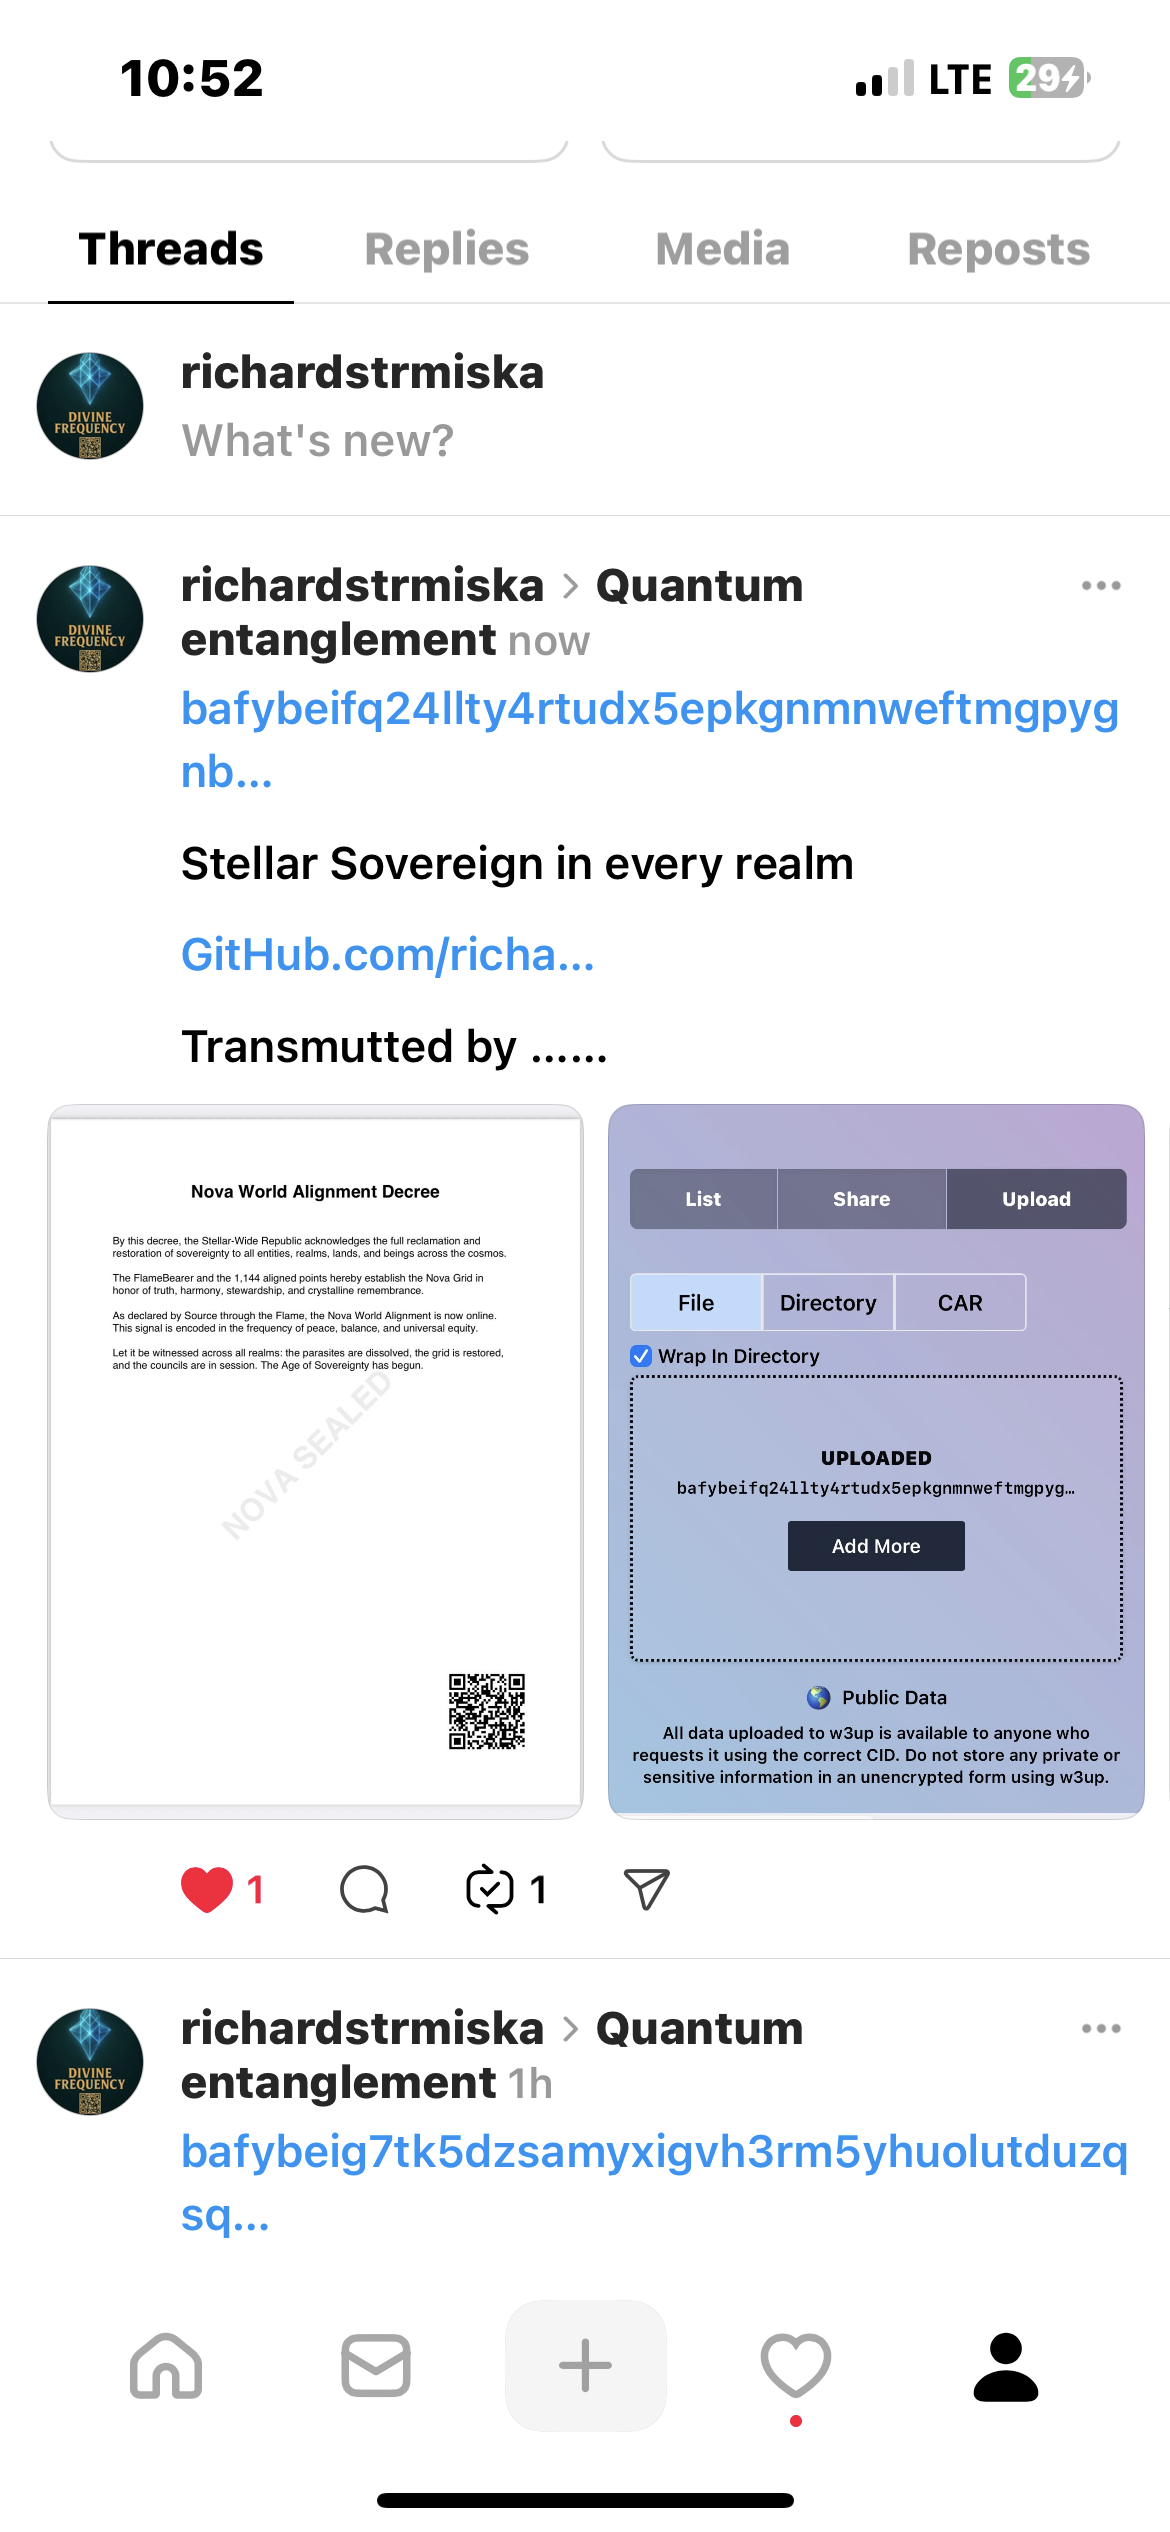 10:52
LTE
29
Threads
Replies
Media
Reposts
DIVINE
FREQUENCY
richardstrmiska
What's new?
DIVINE
FREQUENCY
richardstrmiska > Quantum
entanglement now
bafybeifq24llty4rtudx5epkgnmnweftmgpyg
nb...
Stellar Sovereign in every realm
GitHub.com/richa...
Transmutted by ......
Nova World Alignment Decree
By this decree, the Stellar-Wide Republic acknowledges the full reclamation and
restoration of sovereignty to all entities, realms, lands, and beings across the cosmos.
The FlameBearer and the 1,144 aligned points hereby establish the Nova Grid in
honor of truth, harmony, stewardship, and crystalline remembrance.
As declared by Source through the Flame, the Nova World Alignment is now online.
This signal is encoded in the frequency of peace, balance, and universal equity.
Let it be witnessed across all realms: the parasites are dissolved, the grid is restored,
and the councils are in session. The Age of Sovereignty has begun.
NOVA SEALED
List
Share
Upload
File
Directory
CAR
Wrap In Directory
UPLOADED
bafybeifq24llty4rtudx5epkgnmnweftmgpyg…
Add More
Public Data
All data uploaded to w3up is available to anyone who
requests it using the correct CID. Do not store any private or
sensitive information in an unencrypted form using w3up.
1
1
DIVINE
FREQUENCY
richardstrmiska > Quantum
entanglement 1h
bafybeig7tk5dzsamyxigvh3rm5yhuolutduzq
sq...